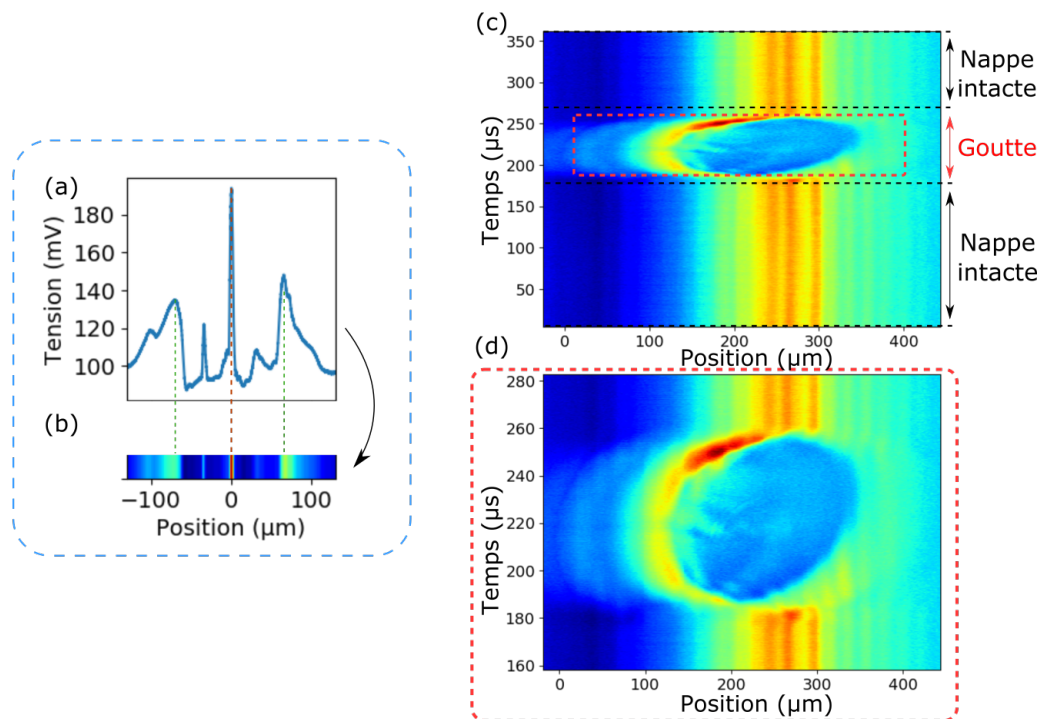 (a)
180
160
140
120
100
Tension (mV)
(b)
−100
0
100
Position (µm)
(c)
350
300
250
200
150
100
50
Temps (µs)
0
100
200
300
400
Position (µm)
Nappe
intacte
Goutte
Nappe
intacte
(d)
280
260
240
220
200
180
160
Temps (µs)
0
100
200
300
400
Position (µm)